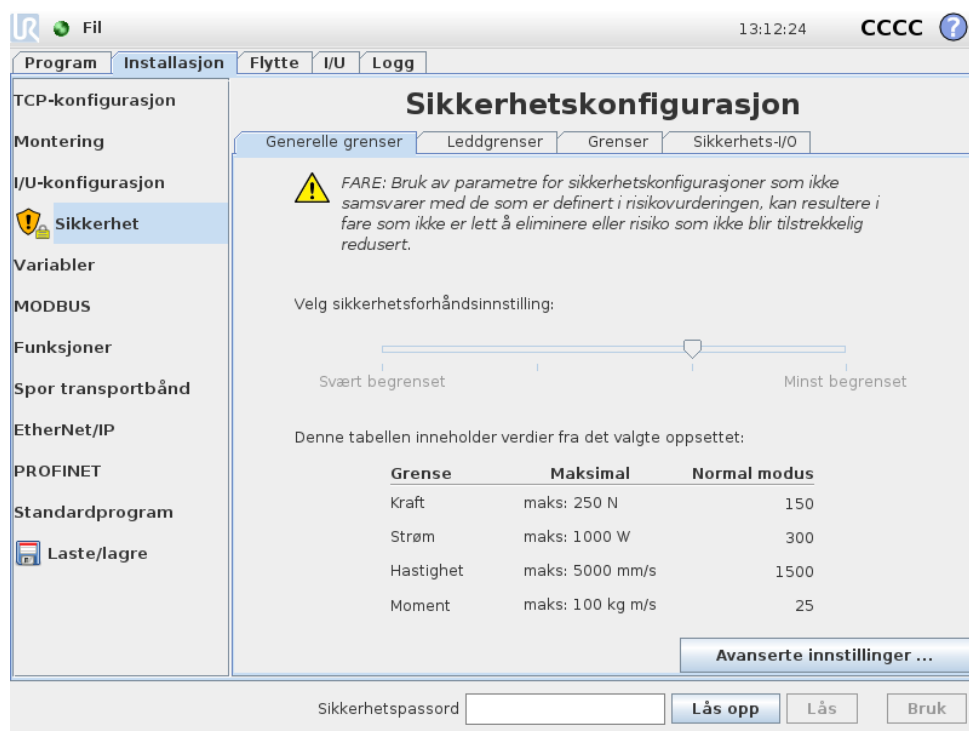 UR Fil 13:12:24 CCCC ?
Program Installasjon Flytte I/U Logg
TCP-konfigurasjon
Montering
I/U-konfigurasjon
Sikkerhet
Variabler
MODBUS
Funksjoner
Spor transportbånd
EtherNet/IP
PROFINET
Standardprogram
Laste/lagre
Sikkerhetskonfigurasjon
Generelle grenser Leddgrenser Grenser Sikkerhets-I/O
FARE: Bruk av parametre for sikkerhetskonfigurasjoner som ikke
samsvarer med de som er definert i risikovurderingen, kan resultere i
fare som ikke er lett å eliminere eller risiko som ikke blir tilstrekkelig
redusert.
Velg sikkerhetsforhåndsinnstilling:
Svært begrenset Minst begrenset
Denne tabellen inneholder verdier fra det valgte oppsettet:
Grense Maksimal Normal modus
Kraft maks: 250 N 150
Strøm maks: 1000 W 300
Hastighet maks: 5000 mm/s 1500
Moment maks: 100 kg m/s 25
Avanserte innstillinger ...
Sikkerhetspassord Lås opp Lås Bruk